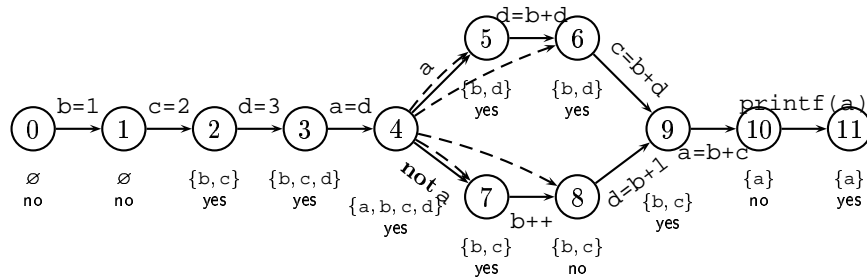 d=b+d
5
6
a
c=b+d
{b, d}
yes
{b, d}
yes
b=1
c=2
d=3
a=d
printf(a)
0
1
2
3
4
9
10
11
∅
no
∅
no
{b, c}
yes
{b, c, d}
yes
{a, b, c, d}
yes
not a
7
8
b++
d=b+1
a=b+c
{b, c}
yes
{b, c}
no
{b, c}
yes
{a}
no
{a}
yes